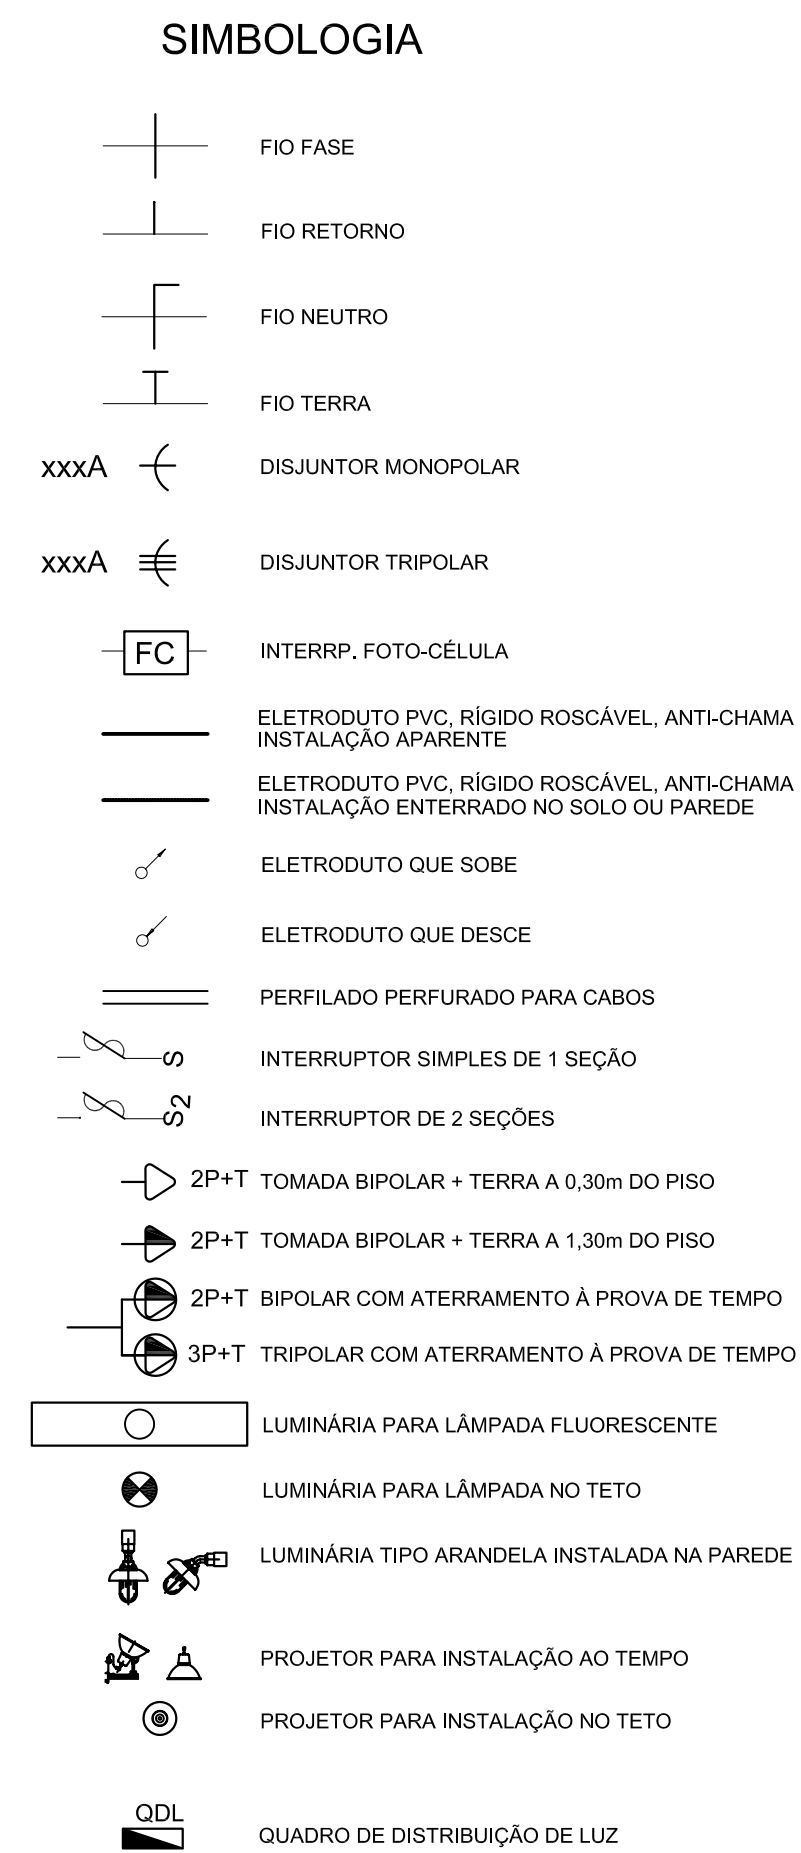 SIMBOLOGIA
FIO FASE
FIO RETORNO
FIO NEUTRO
FIO TERRA
xxxA DISJUNTOR MONOPOLAR
xxxA DISJUNTOR TRIPOLAR
FC INTERRP. FOTO-CÉLULA
ELETRODUTO PVC, RÍGIDO ROSCÁVEL, ANTI-CHAMA
INSTALAÇÃO APARENTE
ELETRODUTO PVC, RÍGIDO ROSCÁVEL, ANTI-CHAMA
INSTALAÇÃO ENTERRADO NO SOLO OU PAREDE
ELETRODUTO QUE SOBE
ELETRODUTO QUE DESCE
PERFILADO PERFURADO PARA CABOS
S INTERRUPTOR SIMPLES DE 1 SEÇÃO
S2 INTERRUPTOR DE 2 SEÇÕES
2P+T TOMADA BIPOLAR + TERRA A 0,30m DO PISO
2P+T TOMADA BIPOLAR + TERRA A 1,30m DO PISO
2P+T BIPOLAR COM ATERRAMENTO À PROVA DE TEMPO
3P+T TRIPOLAR COM ATERRAMENTO À PROVA DE TEMPO
LUMINÁRIA PARA LÂMPADA FLUORESCENTE
LUMINÁRIA PARA LÂMPADA NO TETO
LUMINÁRIA TIPO ARANDELA INSTALADA NA PAREDE
PROJETOR PARA INSTALAÇÃO AO TEMPO
PROJETOR PARA INSTALAÇÃO NO TETO
QDL
QUADRO DE DISTRIBUIÇÃO DE LUZ